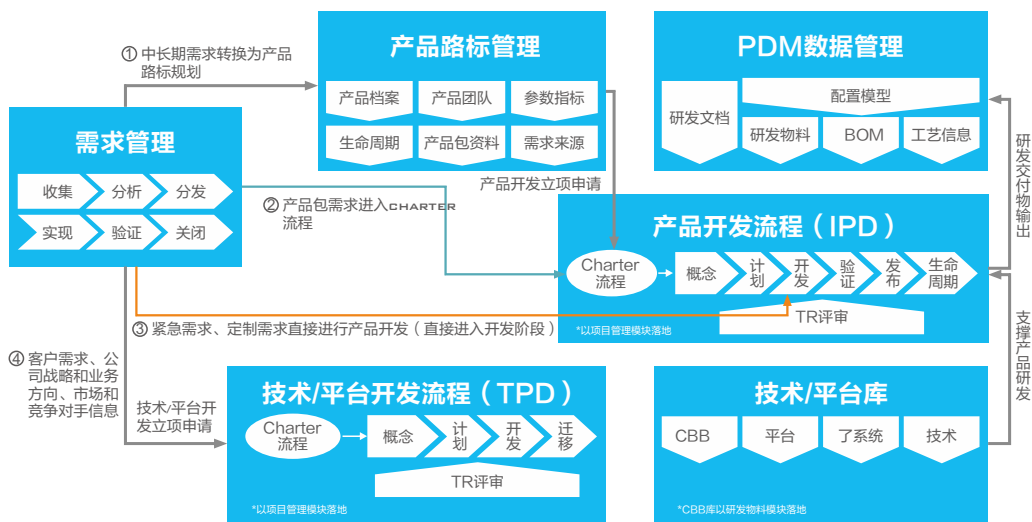 ① 中长期需求转换为产品
路标规划
产品路标管理
产品档案
产品团队
参数指标
生命周期
产品包资料
需求来源
PDM数据管理
研发文档
配置模型
研发物料
BOM
工艺信息
需求管理
收集
分析
分发
实现
验证
关闭
产品开发立项申请
② 产品包需求进入CHARTER
流程
研发交付物输出
产品开发流程（IPD）
Charter
流程
概念
计划
开发
验证
发布
生命
周期
TR评审
*以项目管理模块落地
③ 紧急需求、定制需求直接进行产品开发（直接进入开发阶段）
支撑产品研发
④ 客户需求、公
司战略和业务
方向、市场和
竞争对手信息
技术/平台开
发立项申请
技术/平台开发流程（TPD）
Charter
流程
概念
计划
开发
迁移
TR评审
*以项目管理模块落地
技术/平台库
CBB
平台
了系统
技术
*CBB库以研发物料模块落地